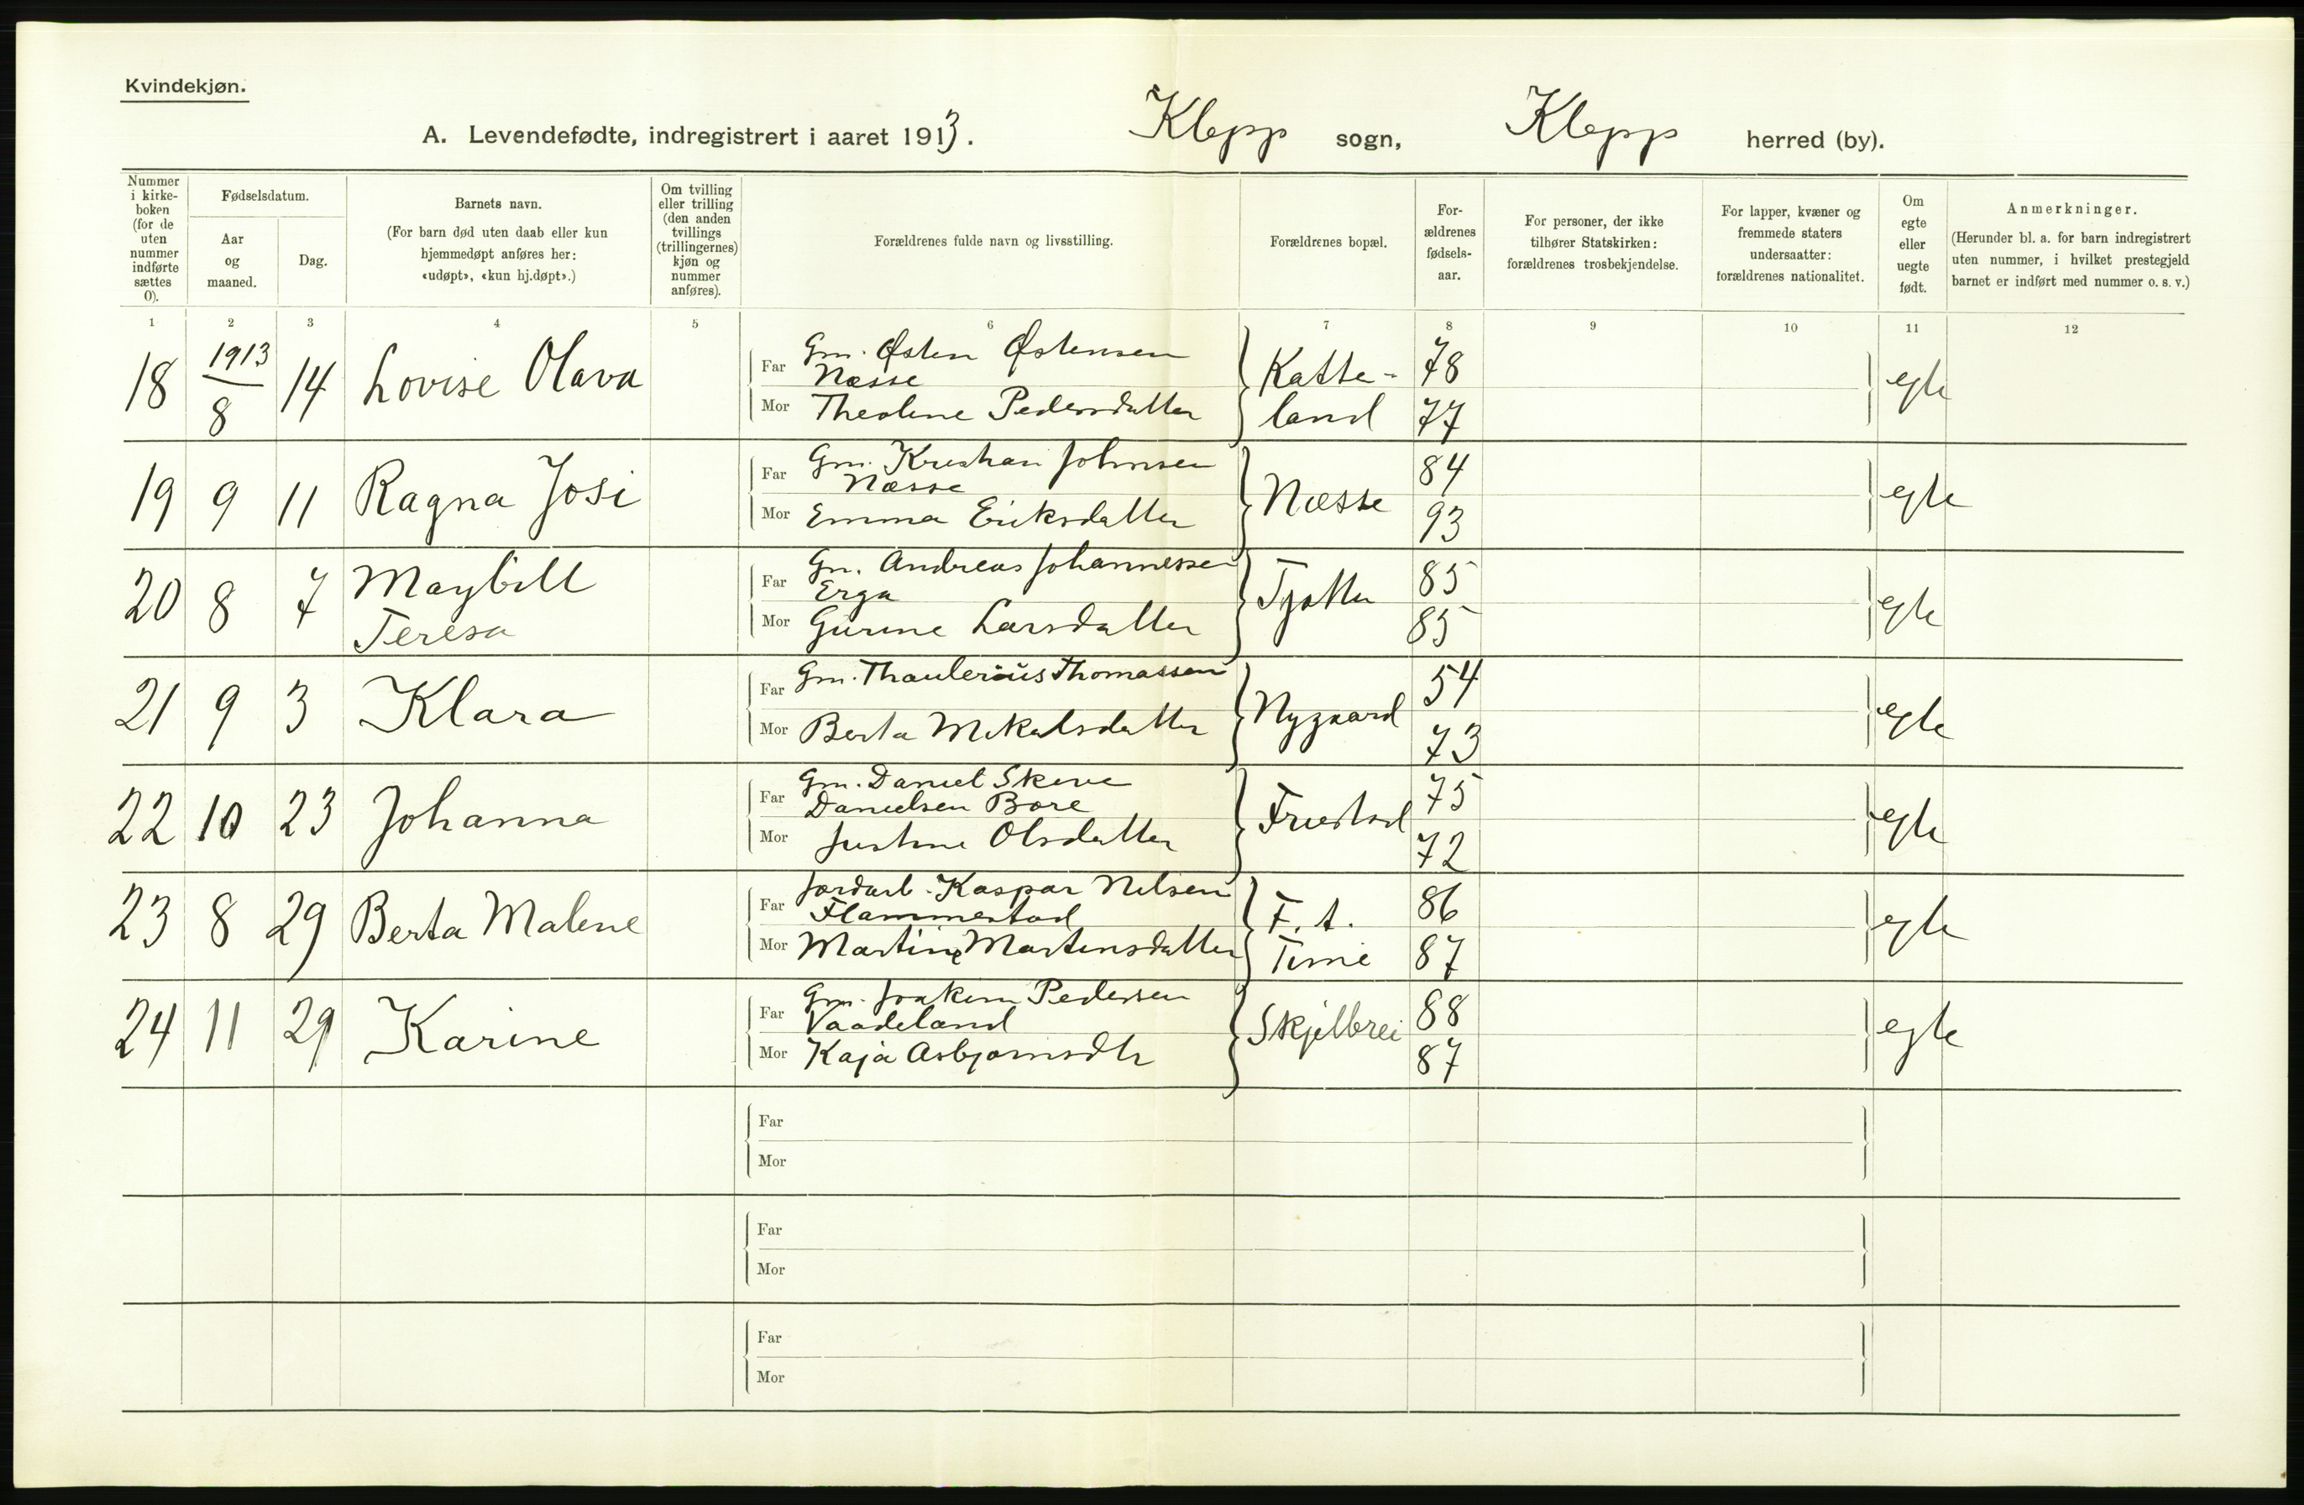 Kvindekjøn.
A. Levendefødte, indregistrert i aaret 1913. Klepp sogn, Klepp herred (by).
Nummer i kirkeboken (for de uten nummer indførte sættes 0).
Fødselsdatum.
Aar og maaned.
Dag.
Barnets navn.
(For barn død uten daab eller kun hjemmedøpt anføres her: «udøpt», «kun hj.døpt».)
Om tvilling eller trilling (den anden tvillings (trillingernes) kjøn og nummer anføres).
Forældrenes fulde navn og livsstilling.
Forældrenes bopæl.
Forældrenes fødselsaar.
For personer, der ikke tilhører Statskirken: forældrenes trosbekjendelse.
For lapper, kvæner og fremmede staters undersaatter: forældrenes nationalitet.
Om egte eller uegte født.
Anmerkninger.
(Herunder bl. a. for barn indregistrert uten nummer, i hvilket prestegjeld barnet er indført med nummer o. s. v.)
1 2 3 4 5 6 7 8 9 10 11 12
18 1913/8 14 Lovise Olava Far Gm. Østen Østensen Næsse Katteland 78 egte
Mor Theoline Pedersdatter 77
19 9 11 Ragna Josi Far Gm. Kristian Johnsen Næsse Næsse 84 egte
Mor Emma Eriksdatter 93
20 8 7 Maybill Teresa Far Gm. Andreas Johannessen Erga Tjøtta 85 egte
Mor Gurine Larsdatter 85
21 9 3 Klara Far Gm. Thomassen Nygaard 54 egte
Mor Berta Mikalsdatter 73
22 10 23 Johanna Far Gm. Daniel Skeve Danielsen Bore Friestad 75 egte
Mor Justine Olsdatter 72
23 8 29 Berta Malene Far Jordarb. Kaspar Nilsen Flammestad F. t. Time 86 egte
Mor Martine Martensdatter 87
24 11 29 Karine Far Gm. Joakim Pedersen Vaadeland Skjelbrei 88 egte
Mor Kaja Asbjornsdtr 87
Far
Mor
Far
Mor
Far
Mor